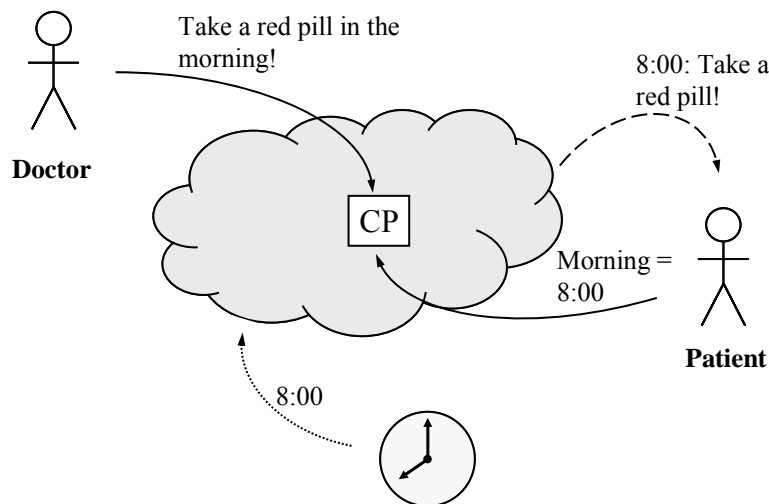 Take a red pill in the
morning!
8:00: Take a
red pill!
Doctor
CP
Morning =
8:00
Patient
8:00